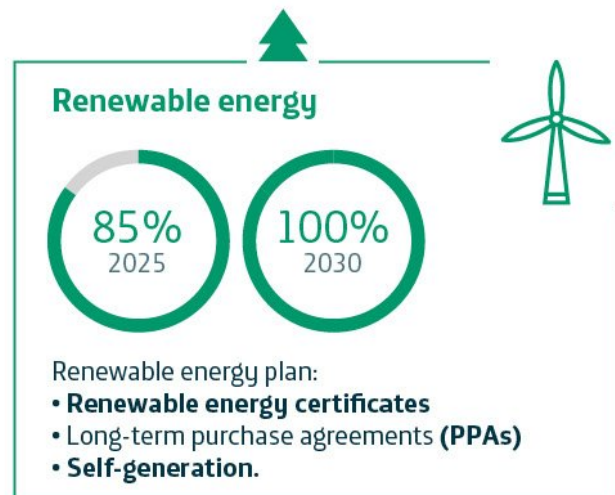 Renewable energy
85%
2025
100%
2030
Renewable energy plan:
• Renewable energy certificates
• Long-term purchase agreements (PPAs)
• Self-generation.